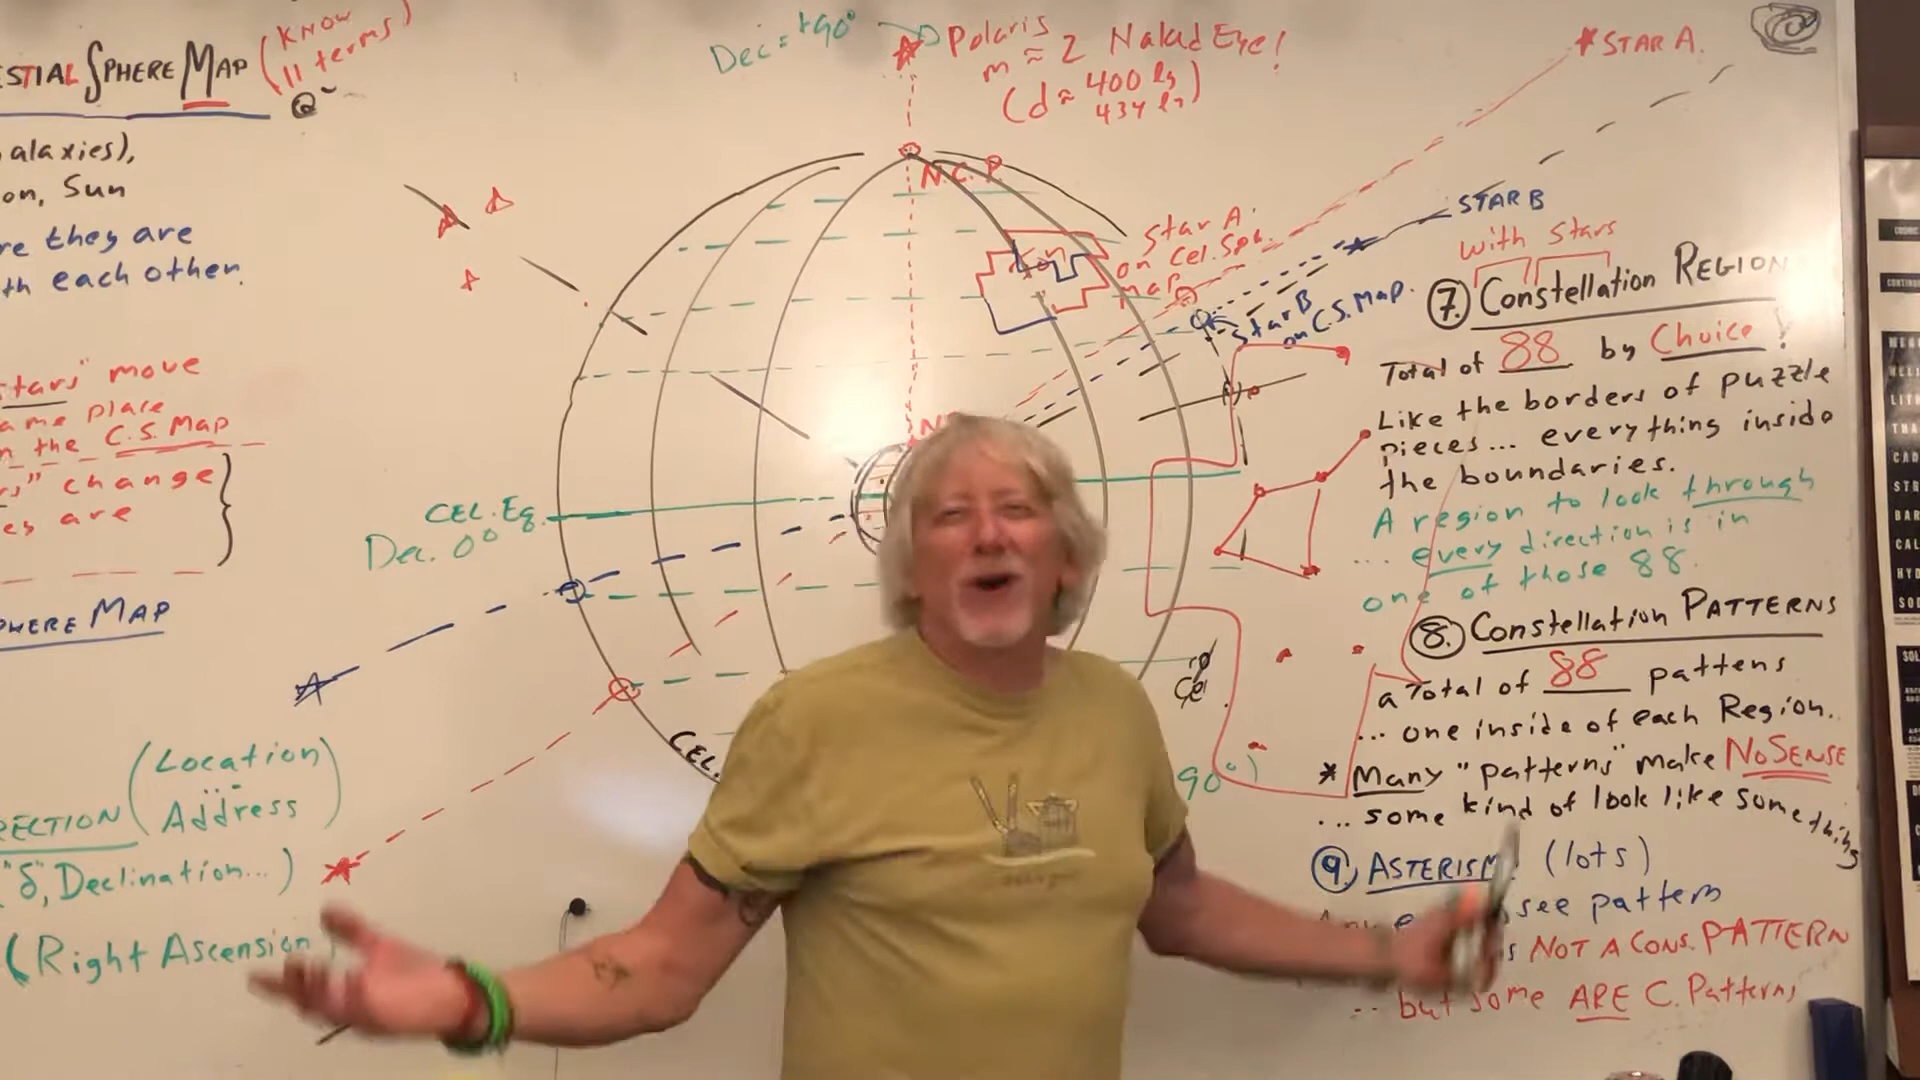 ESTIAL SPHERE MAP
(KNOW
11 terms)
alaxies),
on, Sun
re they are
th each other.
stars" move
ame place
n the C.S. Map
s" change
es are
PHERE MAP
(Location
Address)
RECTION
("δ, Declination...)
(Right Ascension)
Dec = +90°
Polaris
m ≈ 2 Naked Eye!
(d ≈ 400 ly
434 ly)
N.C.P.
CEL. Eq.
Dec. 0°
CEL.
90°)
STAR A.
STAR B
Star A
on Cel. Sph.
map
Star B
on C.S. Map.
with stars
7. Constellation REGION
Total of 88 by Choice!
Like the borders of puzzle
pieces... everything inside
the boundaries.
A region to look through
... every direction is in
one of those 88.
8. Constellation PATTERNS
a Total of 88 pattens
... one inside of each Region.
* Many "patterns" make NoSENSE
... some kind of look like something
9. ASTERISM (lots)
see pattern
is NOT A CONS. PATTERN
... but some ARE C. Patterns